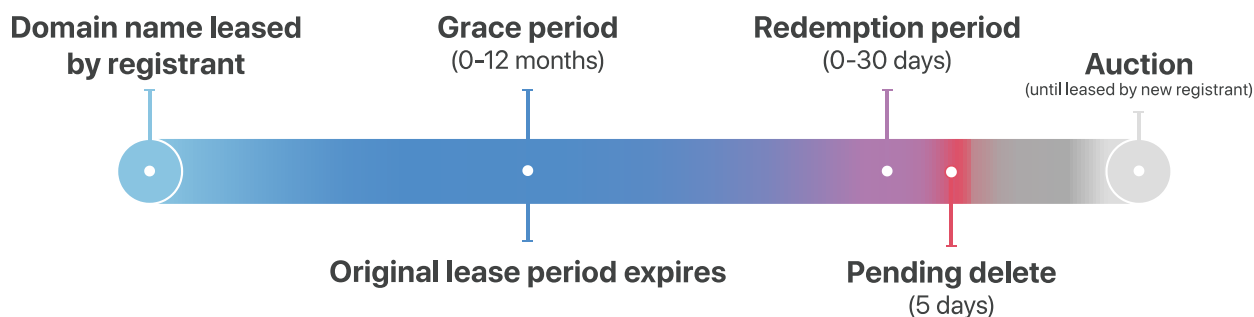 Domain name leased
by registrant
Grace period
(0-12 months)
Redemption period
(0-30 days)
Auction
(until leased by new registrant)
Original lease period expires
Pending delete
(5 days)